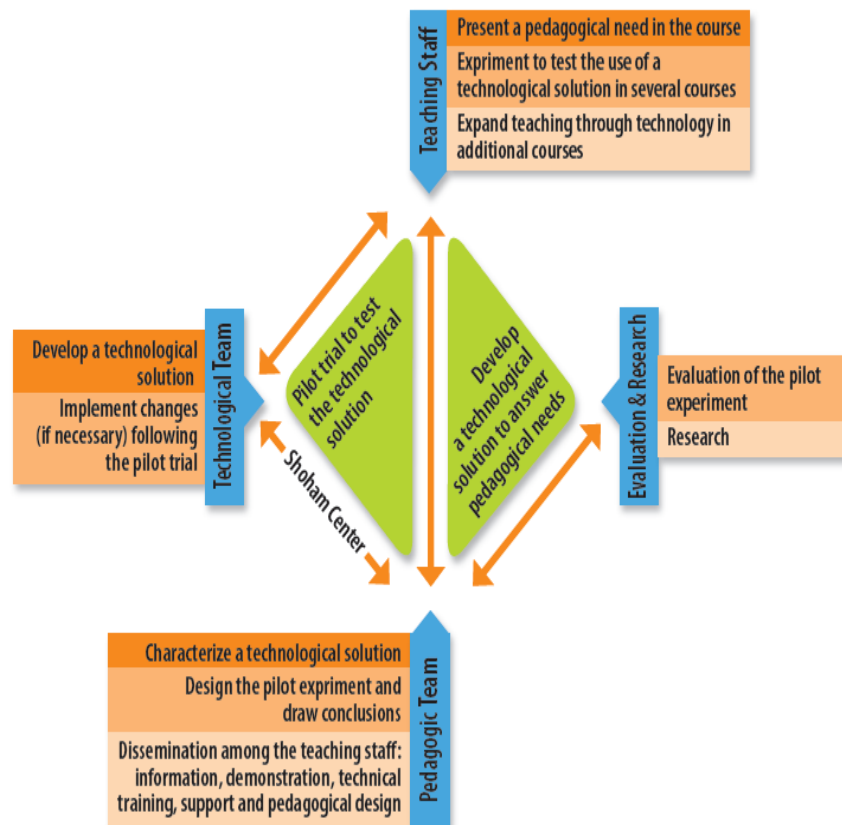 Teaching Staff
Present a pedagogical need in the course
Expriment to test the use of a
technological solution in several courses
Expand teaching through technology in
additional courses
Pilot trial to test
the technological
solution
Develop
a technological
solution to answer
pedagogical needs
Technological Team
Develop a technological
solution
Implement changes
(if necessary) following
the pilot trial
Evaluation & Research
Evaluation of the pilot
experiment
Research
Shoham Center
Pedagogic Team
Characterize a technological solution
Design the pilot expriment and
draw conclusions
Dissemination among the teaching staff:
information, demonstration, technical
training, support and pedagogical design